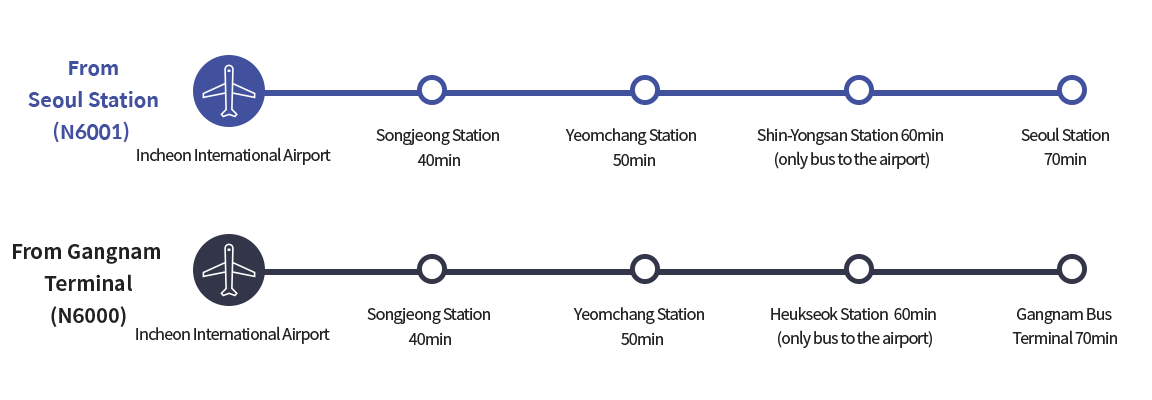 From
Seoul Station
(N6001)
Incheon International Airport
Songjeong Station
40min
Yeomchang Station
50min
Shin-Yongsan Station 60min
(only bus to the airport)
Seoul Station
70min
From Gangnam
Terminal
(N6000)
Incheon International Airport
Songjeong Station
40min
Yeomchang Station
50min
Heukseok Station 60min
(only bus to the airport)
Gangnam Bus
Terminal 70min